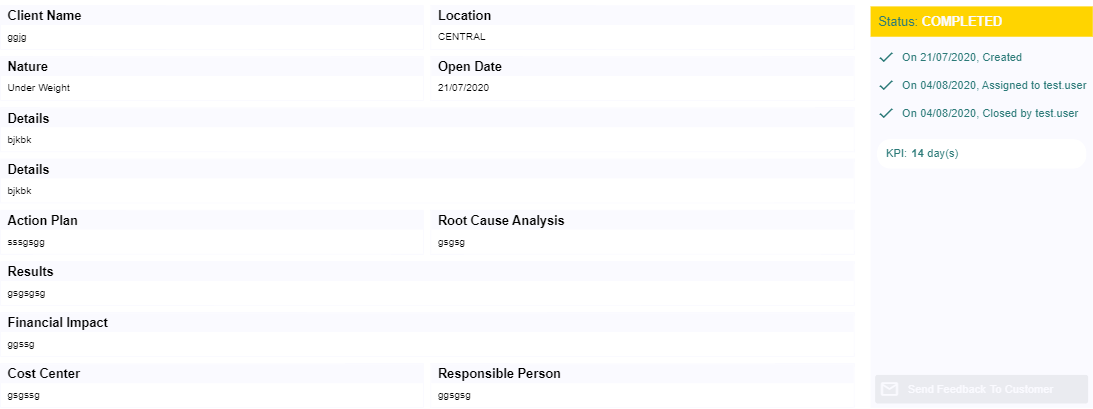 Client Name
ggjg
Location
CENTRAL
Nature
Under Weight
Open Date
21/07/2020
Details
bjkbk
Details
bjkbk
Action Plan
sssgsgg
Root Cause Analysis
gsgsg
Results
gsgsgsg
Financial Impact
ggssg
Cost Center
gsgssg
Responsible Person
ggsgsg
Status: COMPLETED
On 21/07/2020, Created
On 04/08/2020, Assigned to test.user
On 04/08/2020, Closed by test.user
KPI: 14 day(s)
Send Feedback To Customer